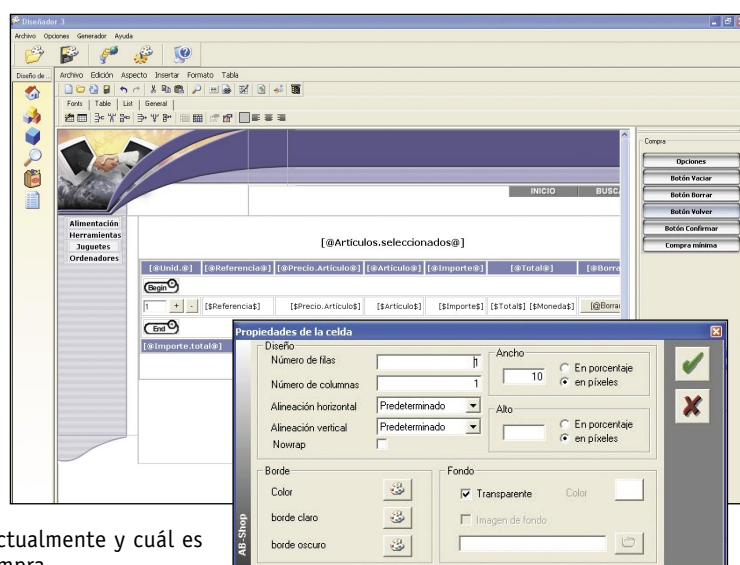 Diseñador 3
Archivo Opciones Generador Ayuda
Diseño de ...
Archivo Edición Aspecto Insertar Formato Tabla
Fonts Table List General
INICIO
Alimentación
Herramientas
Juguetes
Ordenadores
[@Artículos.seleccionados@]
[@Unid.@] [@Referencia@] [@Precio.Artículo@] [@Artículo@] [@Importe@] [@Total@]
Begin
1 + - [$Referencia$] [$Precio.Artículo$] [$Artículo$] [$Importe$] [$Total$] [$Moneda$]
End
[@Importe.total@]
Compra
Opciones
Botón Vaciar
Botón Borrar
Botón Volver
Botón Confirmar
Compra mínima
Propiedades de la celda
Diseño
Número de filas 1
Número de columnas 1
Alineación horizontal Predeterminado
Alineación vertical Predeterminado
Nowrap
Ancho
10 En porcentaje
en píxeles
Alto
En porcentaje
en píxeles
Borde
Color
borde claro
borde oscuro
Fondo
Transparente Color
Imagen de fondo
AB-Shop
ctualmente y cuál es